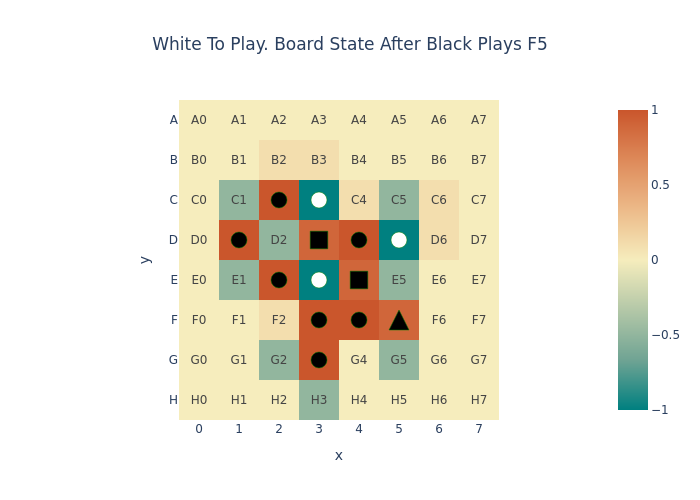 White To Play. Board State After Black Plays F5
A A0 A1 A2 A3 A4 A5 A6 A7
B B0 B1 B2 B3 B4 B5 B6 B7
C C0 C1 C4 C5 C6 C7
D D0 D2 D6 D7
E E0 E1 E5 E6 E7
F F0 F1 F2 F6 F7
G G0 G1 G2 G4 G5 G6 G7
H H0 H1 H2 H3 H4 H5 H6 H7
0 1 2 3 4 5 6 7
x
y
1
0.5
0
−0.5
−1